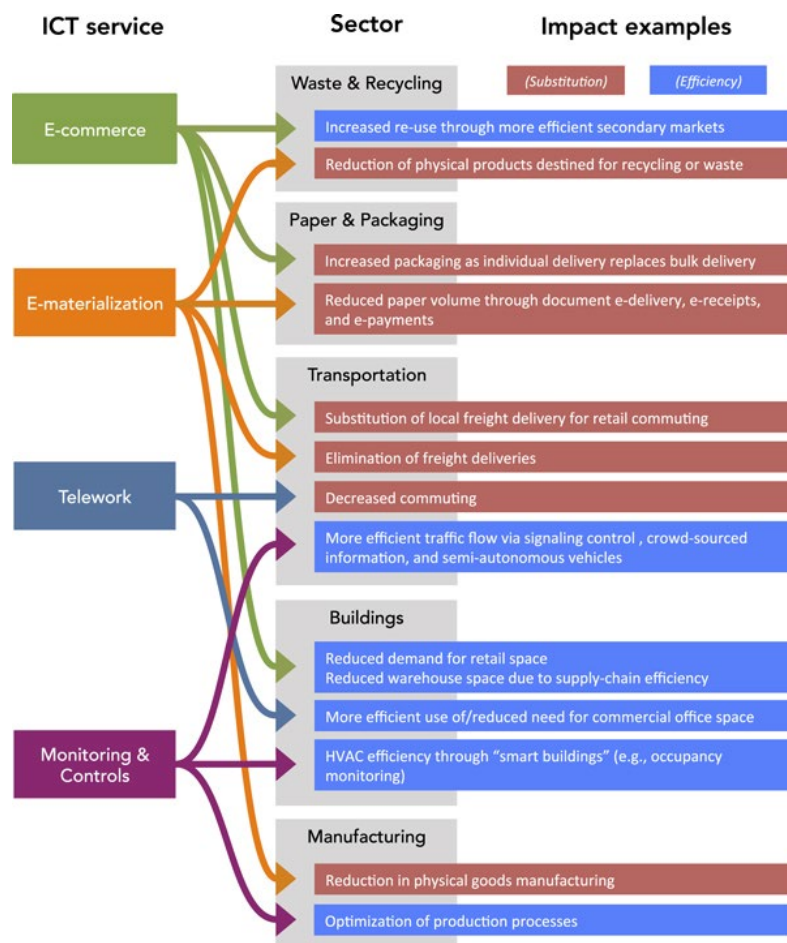 ICT service
Sector
Impact examples
Waste & Recycling
(Substitution)
(Efficiency)
E-commerce
Increased re-use through more efficient secondary markets
Reduction of physical products destined for recycling or waste
Paper & Packaging
Increased packaging as individual delivery replaces bulk delivery
E-materialization
Reduced paper volume through document e-delivery, e-receipts,
and e-payments
Transportation
Substitution of local freight delivery for retail commuting
Elimination of freight deliveries
Telework
Decreased commuting
More efficient traffic flow via signaling control , crowd-sourced
information, and semi-autonomous vehicles
Buildings
Reduced demand for retail space
Reduced warehouse space due to supply-chain efficiency
More efficient use of/reduced need for commercial office space
Monitoring &
Controls
HVAC efficiency through “smart buildings” (e.g., occupancy
monitoring)
Manufacturing
Reduction in physical goods manufacturing
Optimization of production processes